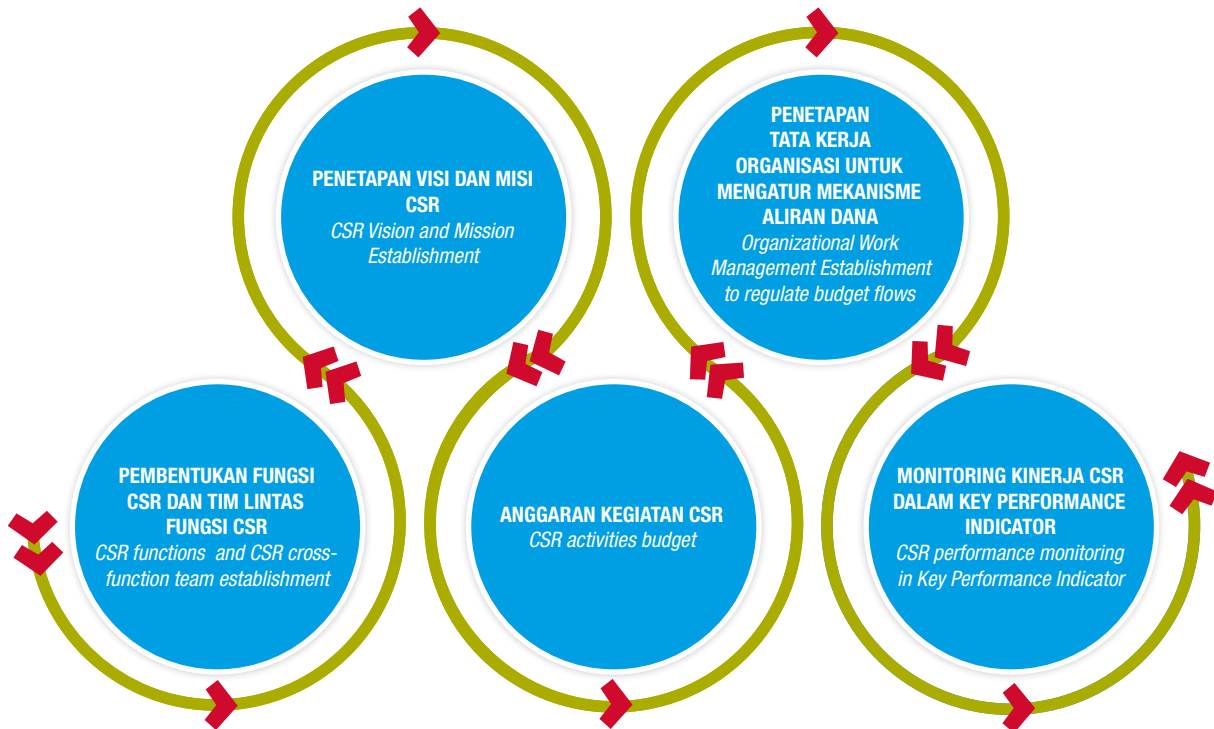 PENETAPAN VISI DAN MISI
CSR
CSR Vision and Mission
Establishment
PENETAPAN
TATA KERJA
ORGANISASI UNTUK
MENGATUR MEKANISME
ALIRAN DANA
Organizational Work
Management Establishment
to regulate budget flows
PEMBENTUKAN FUNGSI
CSR DAN TIM LINTAS
FUNGSI CSR
CSR functions and CSR cross-
function team establishment
ANGGARAN KEGIATAN CSR
CSR activities budget
MONITORING KINERJA CSR
DALAM KEY PERFORMANCE
INDICATOR
CSR performance monitoring
in Key Performance Indicator